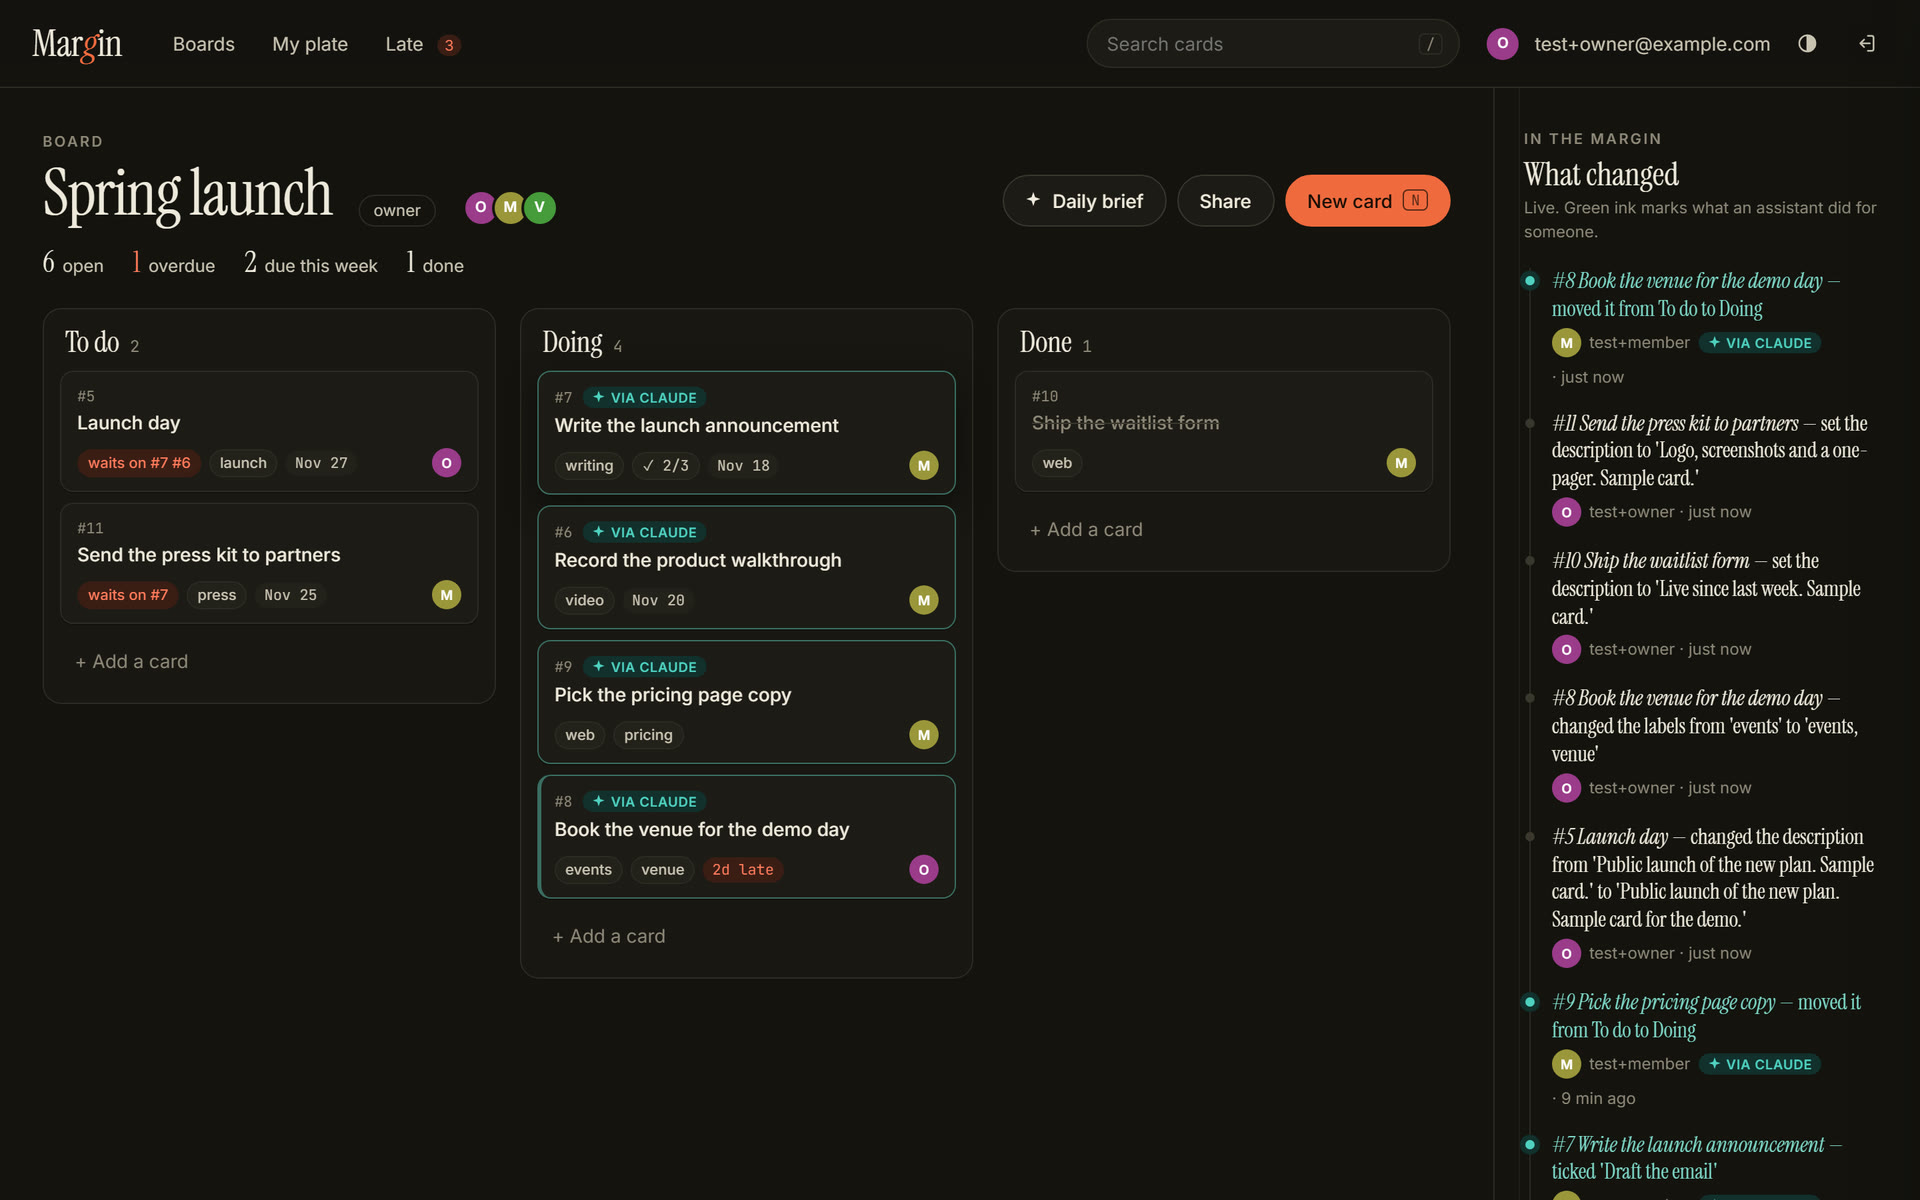 Margin
Boards
My plate
Late 3
Search cards /
O test+owner@example.com
BOARD
Spring launch
owner
O M V
✦ Daily brief
Share
New card N
6 open 1 overdue 2 due this week 1 done
To do 2
#5
Launch day
waits on #7 #6 launch Nov 27 O
#11
Send the press kit to partners
waits on #7 press Nov 25 M
+ Add a card
Doing 4
#7 ✦ VIA CLAUDE
Write the launch announcement
writing ✓ 2/3 Nov 18 M
#6 ✦ VIA CLAUDE
Record the product walkthrough
video Nov 20 M
#9 ✦ VIA CLAUDE
Pick the pricing page copy
web pricing M
#8 ✦ VIA CLAUDE
Book the venue for the demo day
events venue 2d late O
+ Add a card
Done 1
#10
Ship the waitlist form
web M
+ Add a card
IN THE MARGIN
What changed
Live. Green ink marks what an assistant did for
someone.
#8 Book the venue for the demo day —
moved it from To do to Doing
M test+member ✦ VIA CLAUDE
· just now
#11 Send the press kit to partners — set the
description to 'Logo, screenshots and a one-
pager. Sample card.'
O test+owner · just now
#10 Ship the waitlist form — set the
description to 'Live since last week. Sample
card.'
O test+owner · just now
#8 Book the venue for the demo day —
changed the labels from 'events' to 'events,
venue'
O test+owner · just now
#5 Launch day — changed the description
from 'Public launch of the new plan. Sample
card.' to 'Public launch of the new plan.
Sample card for the demo.'
O test+owner · just now
#9 Pick the pricing page copy — moved it
from To do to Doing
M test+member ✦ VIA CLAUDE
· 9 min ago
#7 Write the launch announcement —
ticked 'Draft the email'